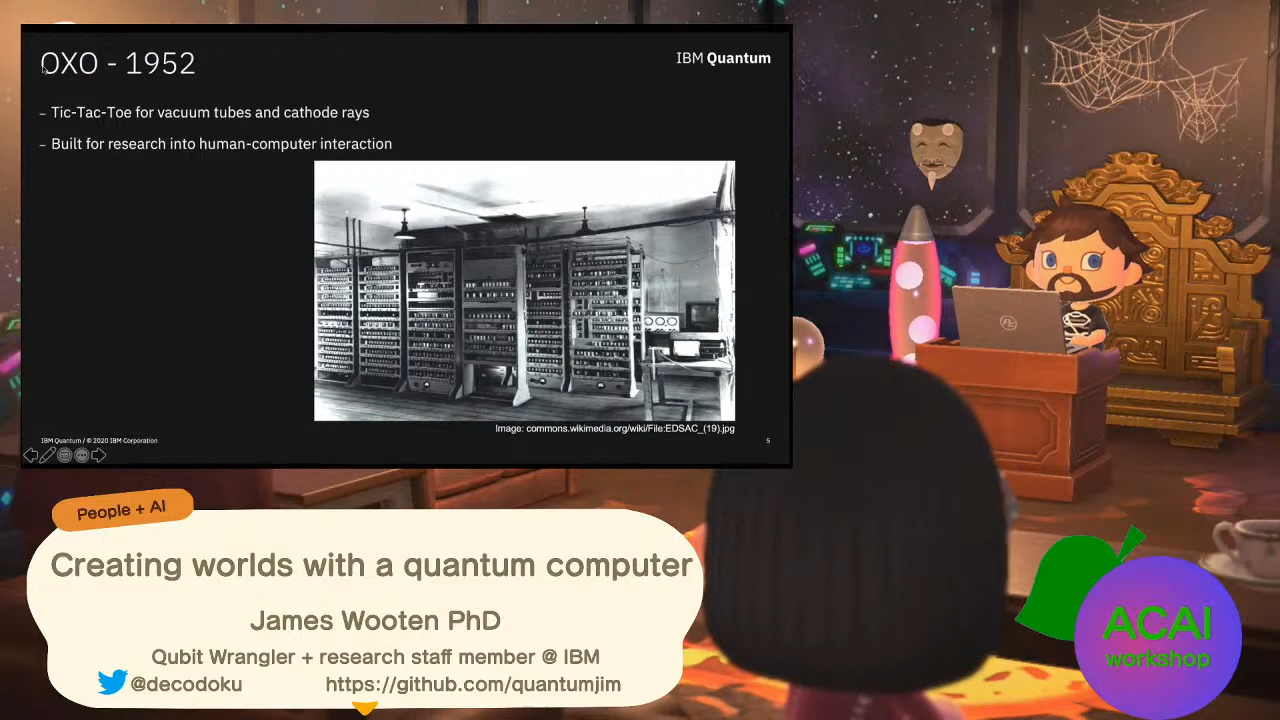 OXO - 1952
IBM Quantum
– Tic-Tac-Toe for vacuum tubes and cathode rays
– Built for research into human-computer interaction
Image: commons.wikimedia.org/wiki/File:EDSAC_(19).jpg
IBM Quantum / © 2020 IBM Corporation
5
People + AI
Creating worlds with a quantum computer
James Wooten PhD
Qubit Wrangler + research staff member @ IBM
@decodoku
https://github.com/quantumjim
ACAI
workshop